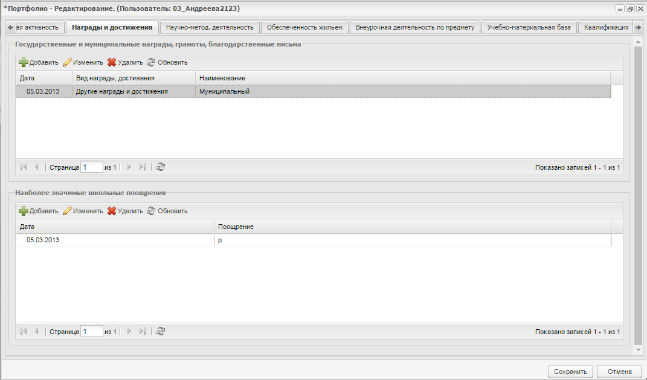 *Портфолио - Редактирование. (Пользователь: 03_Андреева2123)
ая активность Награды и достижения Научно-метод. деятельность Обеспеченность жильем Внеурочная деятельность по предмету Учебно-материальная база Квалификация
Государственные и муниципальные награды, грамоты, благодарственные письма
Добавить Изменить Удалить Обновить
Дата Вид награды, достижения Наименование
05.03.2013 Другие награды и достижения Муниципальный
Страница 1 из 1 Показано записей 1 - 1 из 1
Наиболее значимые школьные поощрения
Добавить Изменить Удалить Обновить
Дата Поощрение
05.03.2013 р
Страница 1 из 1 Показано записей 1 - 1 из 1
Сохранить Отмена